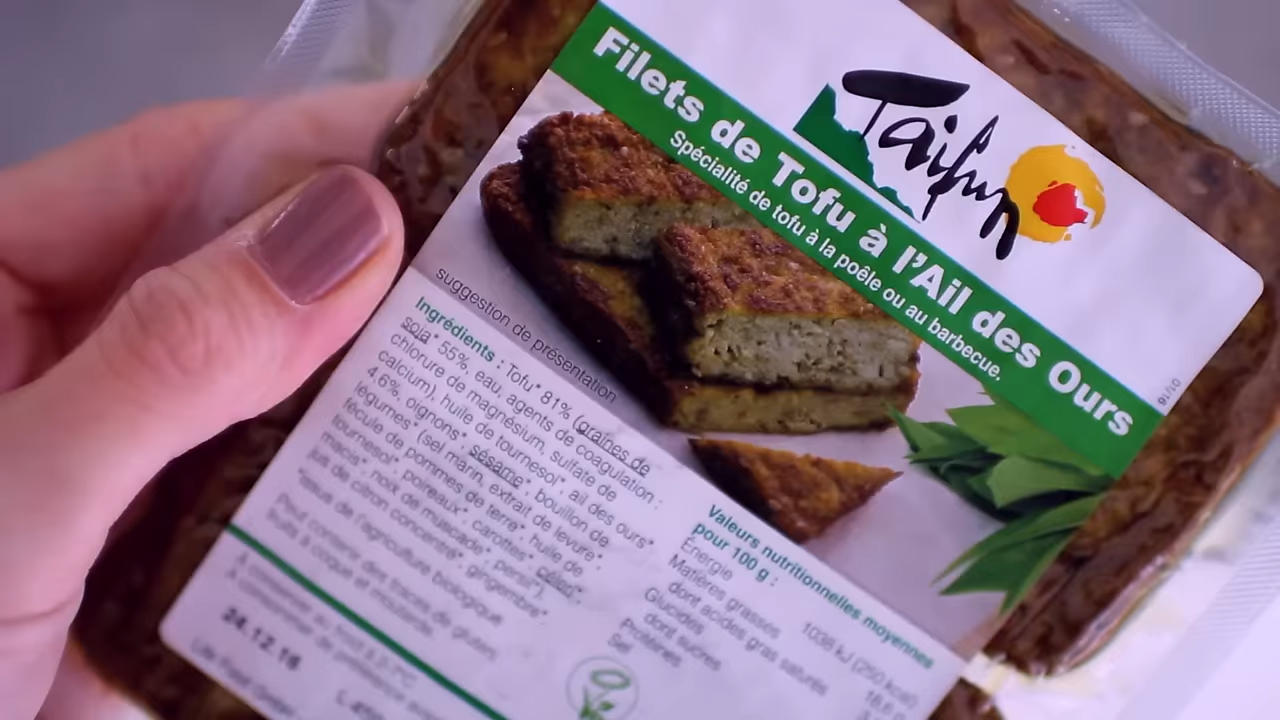 Taifun
Filets de Tofu à l'Ail des Ours
Spécialité de tofu à la poêle ou au barbecue.
suggestion de présentation
Ingrédients : Tofu* 81% (graines de
soja* 55%, eau, agents de coagulation :
chlorure de magnésium, sulfate de
calcium), huile de tournesol*, ail des ours*
4,6%, oignons*, sésame*, bouillon de
légumes* (sel marin, extrait de levure*,
fécule de pommes de terre*, huile de
tournesol*, poireaux*, carottes*, céleri*,
macis*, noix de muscade*, persil*),
jus de citron concentré*, gingembre*
*issus de l'agriculture biologique
Peut contenir des traces de gluten,
fruits à coque et moutarde.
24.12.16
Valeurs nutritionnelles moyennes
pour 100 g :
Énergie 1038 kJ (250 kcal)
Matières grasses
dont acides gras saturés
Glucides
dont sucres
Protéines
Sel